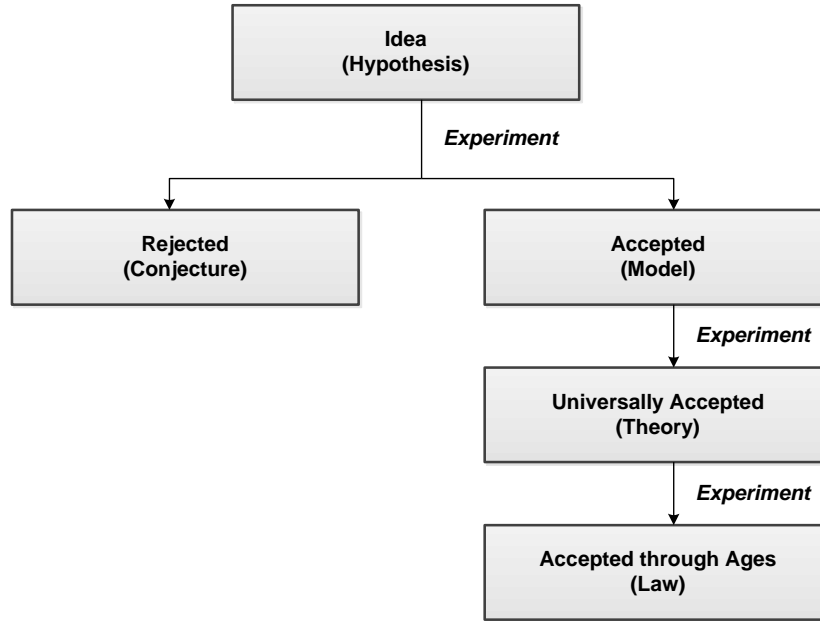 Idea
(Hypothesis)
Experiment
Rejected
(Conjecture)
Accepted
(Model)
Experiment
Universally Accepted
(Theory)
Experiment
Accepted through Ages
(Law)